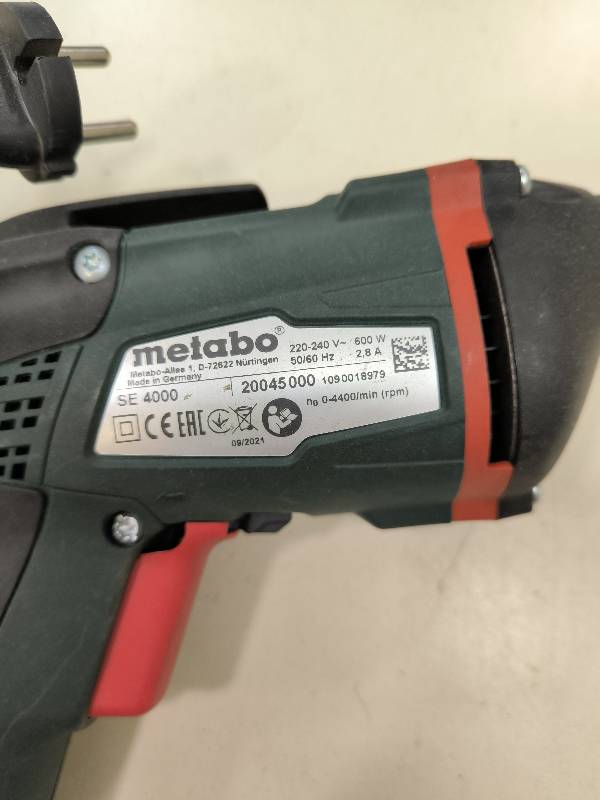 metabo®
Metabo-Allee 1, D-72622 Nürtingen
Made in Germany
220-240 V~ 600 W
50/60 Hz 2,8 A
SE 4000
20045000 1090018979
n₀ 0-4400/min (rpm)
CE EAC
09/2021